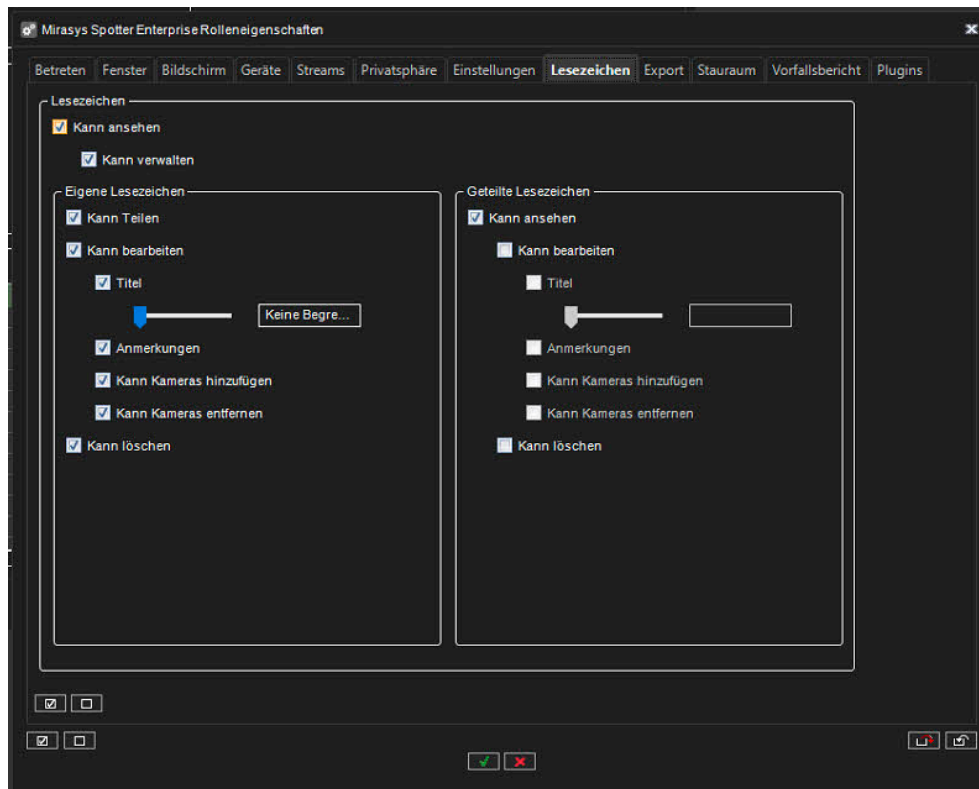 Mirasys Spotter Enterprise Rolleneigenschaften
Betreten Fenster Bildschirm Geräte Streams Privatsphäre Einstellungen Lesezeichen Export Stauraum Vorfallsbericht Plugins
Lesezeichen
Kann ansehen
Kann verwalten
Eigene Lesezeichen
Kann Teilen
Kann bearbeiten
Titel
Keine Begre...
Anmerkungen
Kann Kameras hinzufügen
Kann Kameras entfernen
Kann löschen
Geteilte Lesezeichen
Kann ansehen
Kann bearbeiten
Titel
Anmerkungen
Kann Kameras hinzufügen
Kann Kameras entfernen
Kann löschen